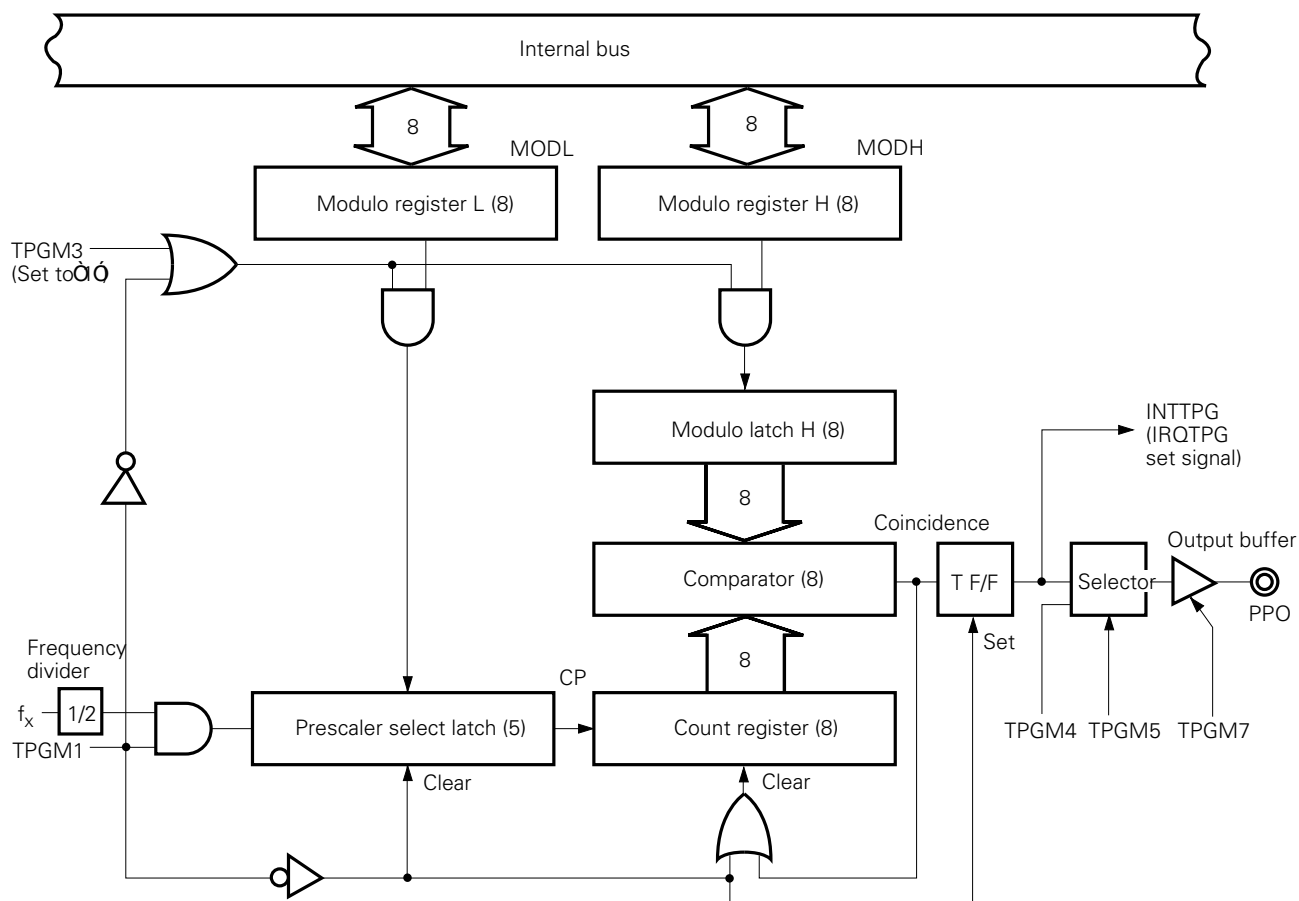 Internal bus
8
8
MODL
MODH
Modulo register L (8)
Modulo register H (8)
TPGM3
(Set to
Modulo latch H (8)
INTTPG
(IRQTPG
set signal)
8
Coincidence
Output buffer
Comparator (8)
T F/F
Selector
PPO
Set
Frequency
divider
8
CP
fx
1/2
Prescaler select latch (5)
Count register (8)
TPGM4
TPGM5
TPGM7
TPGM1
Clear
Clear